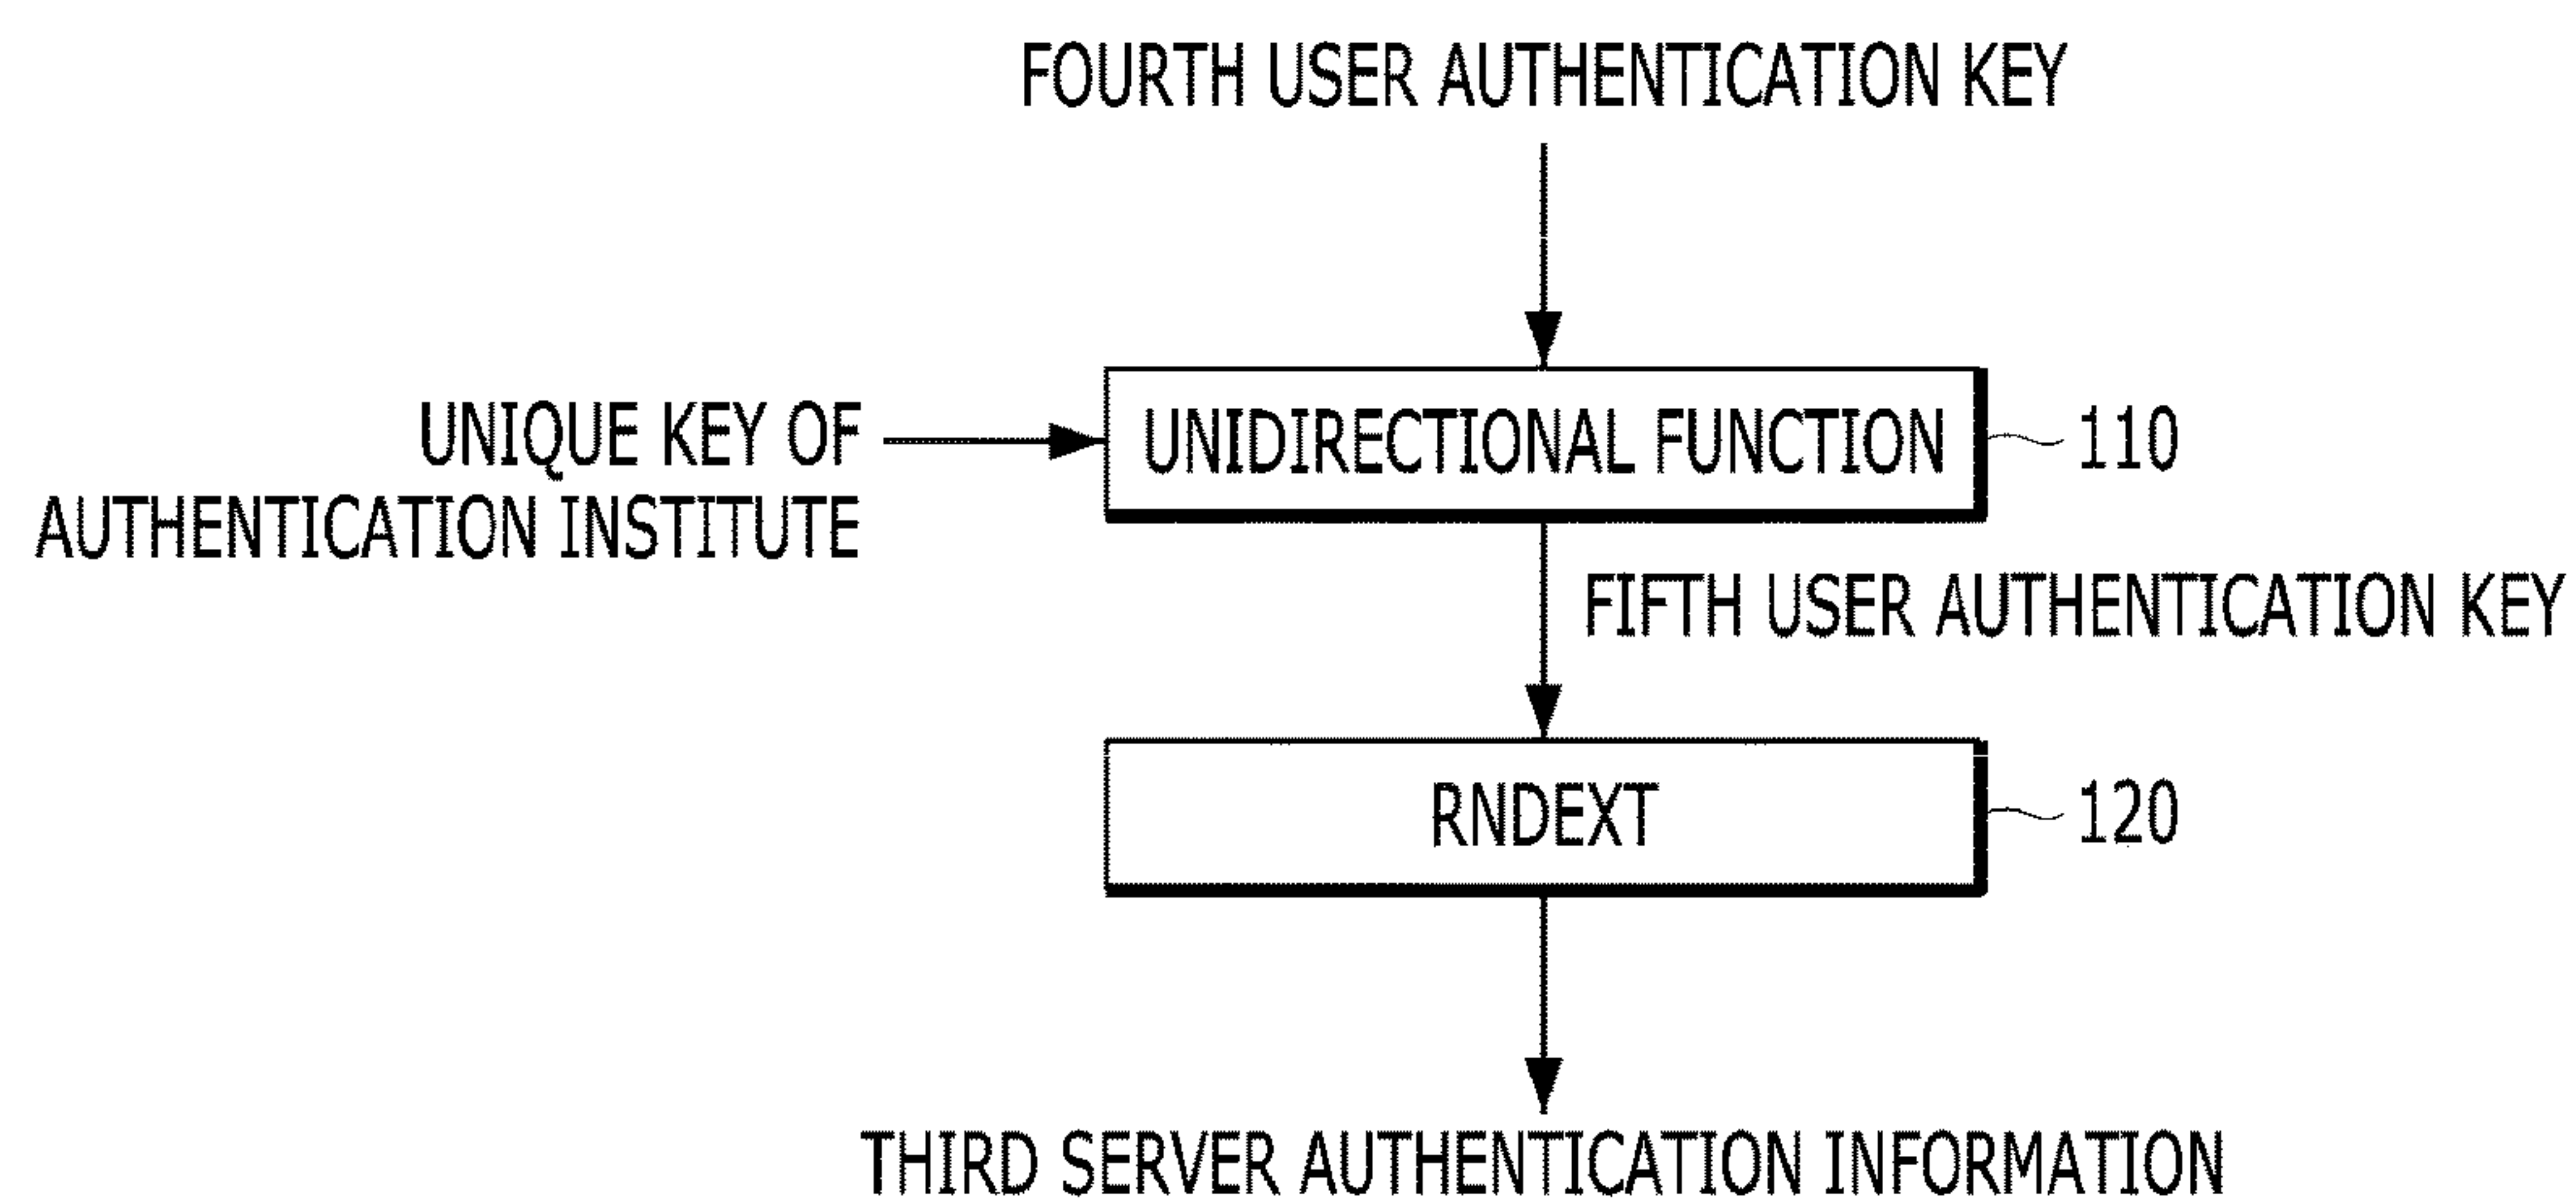 FOURTH USER AUTHENTICATION KEY
UNIQUE KEY OF
AUTHENTICATION INSTITUTE
UNIDIRECTIONAL FUNCTION
110
FIFTH USER AUTHENTICATION KEY
RNDEXT
120
THIRD SERVER AUTHENTICATION INFORMATION